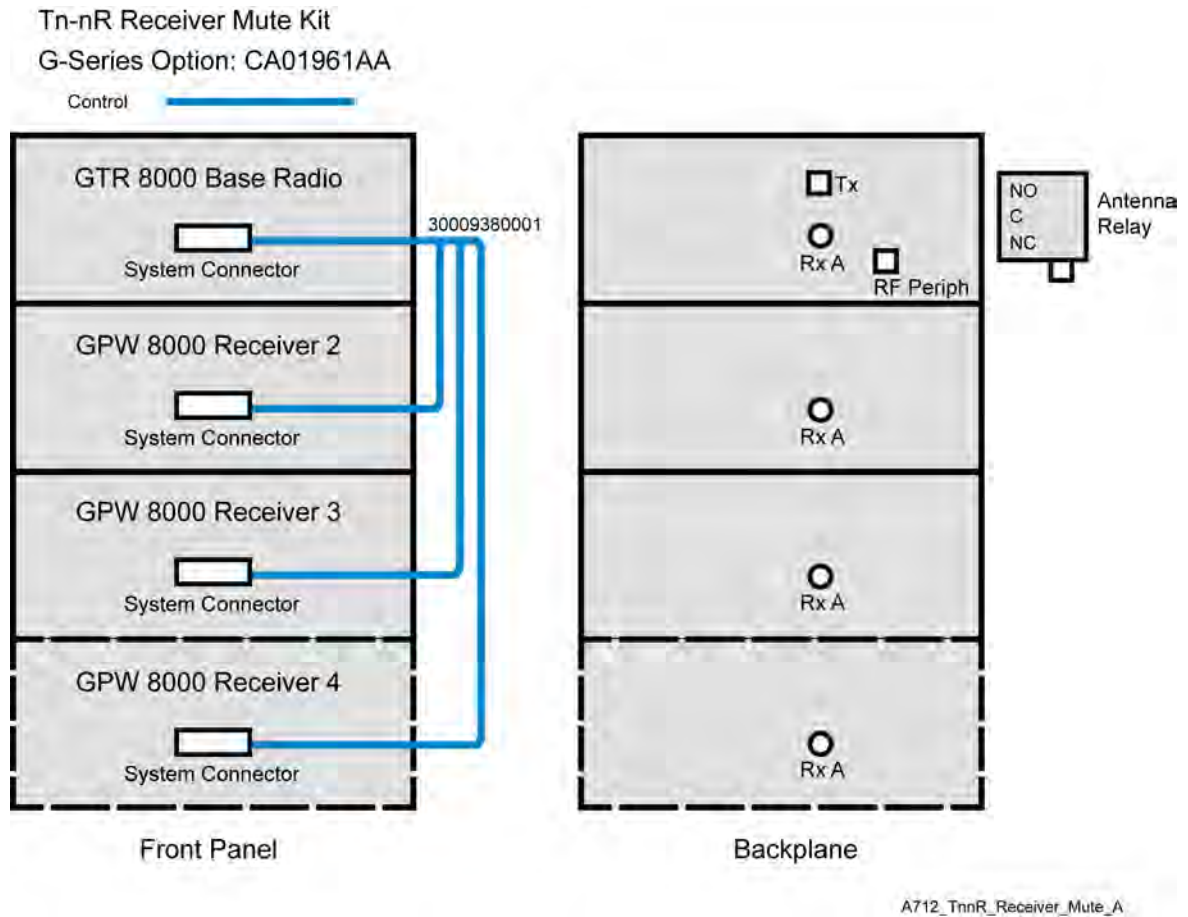 Tn-nR Receiver Mute Kit
G-Series Option: CA01961AA
Control
GTR 8000 Base Radio
System Connector
30009380001
GPW 8000 Receiver 2
System Connector
GPW 8000 Receiver 3
System Connector
GPW 8000 Receiver 4
System Connector
Front Panel
Tx
Rx A
RF Periph
NO
C
NC
Antenna
Relay
Rx A
Rx A
Rx A
Backplane
A712_TnnR_Receiver_Mute_A